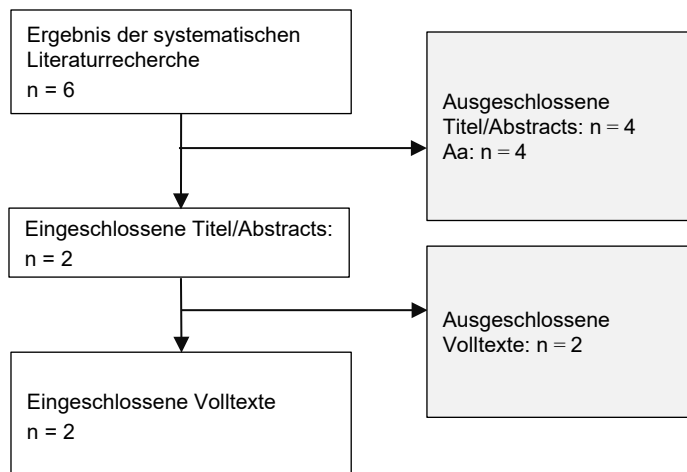 Ergebnis der systematischen
Literaturrecherche
n = 6
Ausgeschlossene
Titel/Abstracts: n = 4
Aa: n = 4
Eingeschlossene Titel/Abstracts:
n = 2
Ausgeschlossene
Volltexte: n = 2
Eingeschlossene Volltexte
n = 2